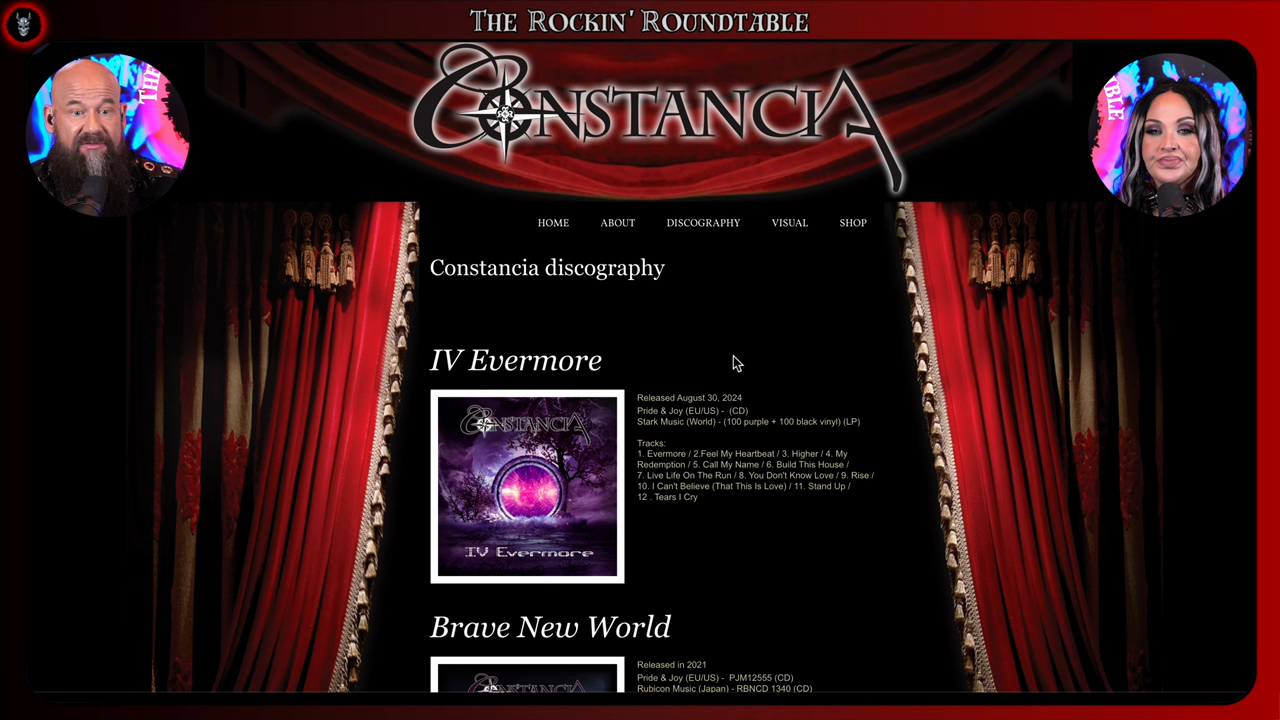 THE ROCKIN' ROUNDTABLE
CONSTANCIA
THE
BLE
HOME ABOUT DISCOGRAPHY VISUAL SHOP
Constancia discography
IV Evermore
CONSTANCIA
IV Evermore
Released August 30, 2024
Pride & Joy (EU/US) - (CD)
Stark Music (World) - (100 purple + 100 black vinyl) (LP)
Tracks:
1. Evermore / 2.Feel My Heartbeat / 3. Higher / 4. My
Redemption / 5. Call My Name / 6. Build This House /
7. Live Life On The Run / 8. You Don't Know Love / 9. Rise /
10. I Can't Believe (That This Is Love) / 11. Stand Up /
12 . Tears I Cry
Brave New World
CONSTANCIA
Released in 2021
Pride & Joy (EU/US) - PJM12555 (CD)
Rubicon Music (Japan) - RBNCD 1340 (CD)